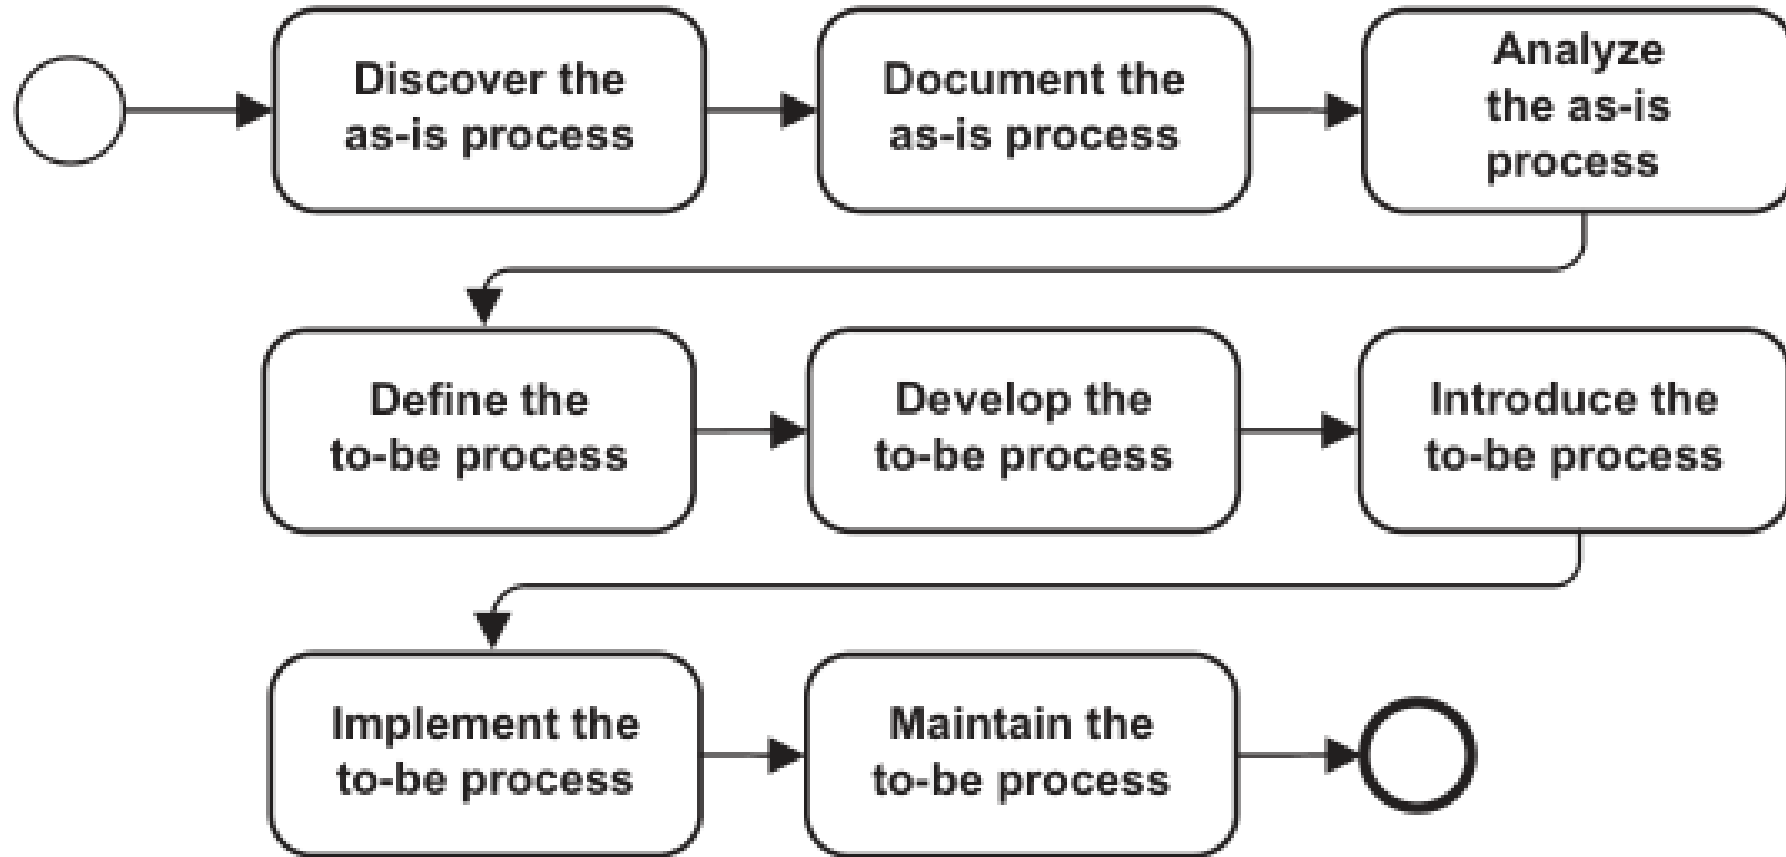 Discover the
as-is process
Document the
as-is process
Analyze
the as-is
process
Define the
to-be process
Develop the
to-be process
Introduce the
to-be process
Implement the
to-be process
Maintain the
to-be process